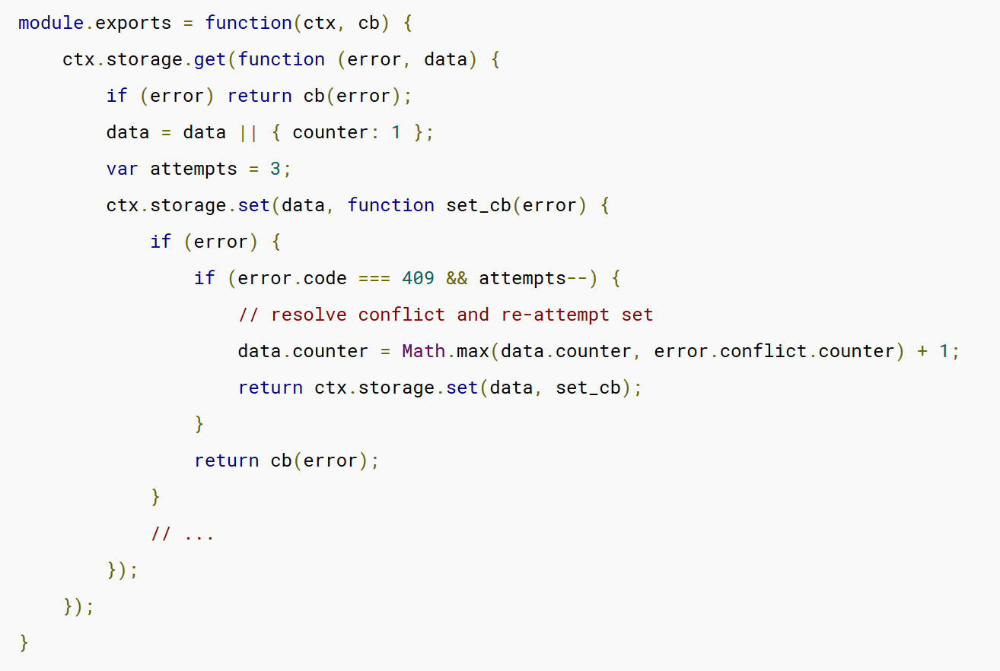 module.exports = function(ctx, cb) {
    ctx.storage.get(function (error, data) {
        if (error) return cb(error);
        data = data || { counter: 1 };
        var attempts = 3;
        ctx.storage.set(data, function set_cb(error) {
            if (error) {
                if (error.code === 409 && attempts--) {
                    // resolve conflict and re-attempt set
                    data.counter = Math.max(data.counter, error.conflict.counter) + 1;
                    return ctx.storage.set(data, set_cb);
                }
                return cb(error);
            }
            // ...
        });
    });
}